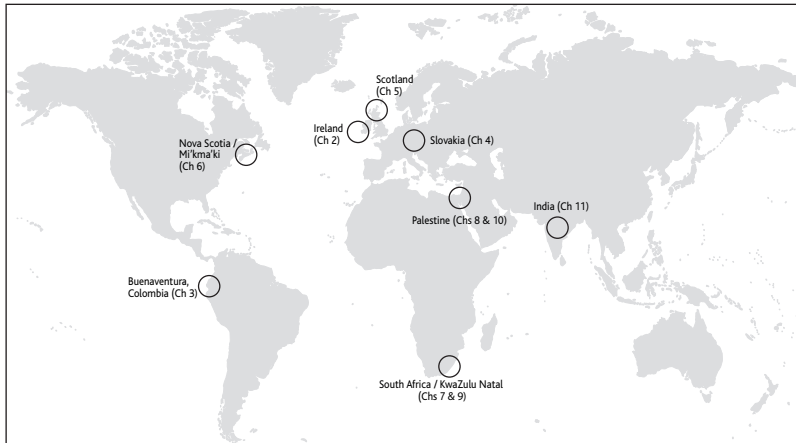 Scotland
(Ch 5)
Ireland
(Ch 2)
Slovakia (Ch 4)
Nova Scotia /
Mi'kma'ki
(Ch 6)
India (Ch 11)
Palestine (Chs 8 & 10)
Buenaventura,
Colombia (Ch 3)
South Africa / KwaZulu Natal
(Chs 7 & 9)